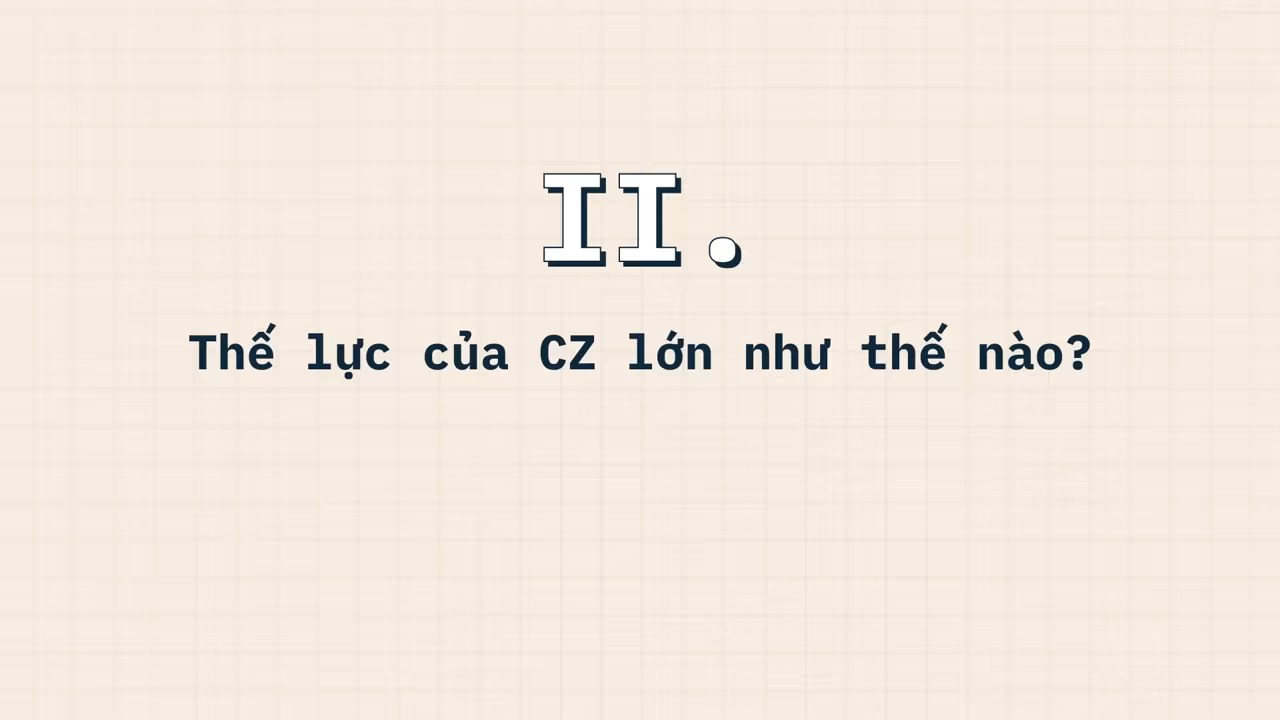 II.
Thế lực của CZ lớn như thế nào?